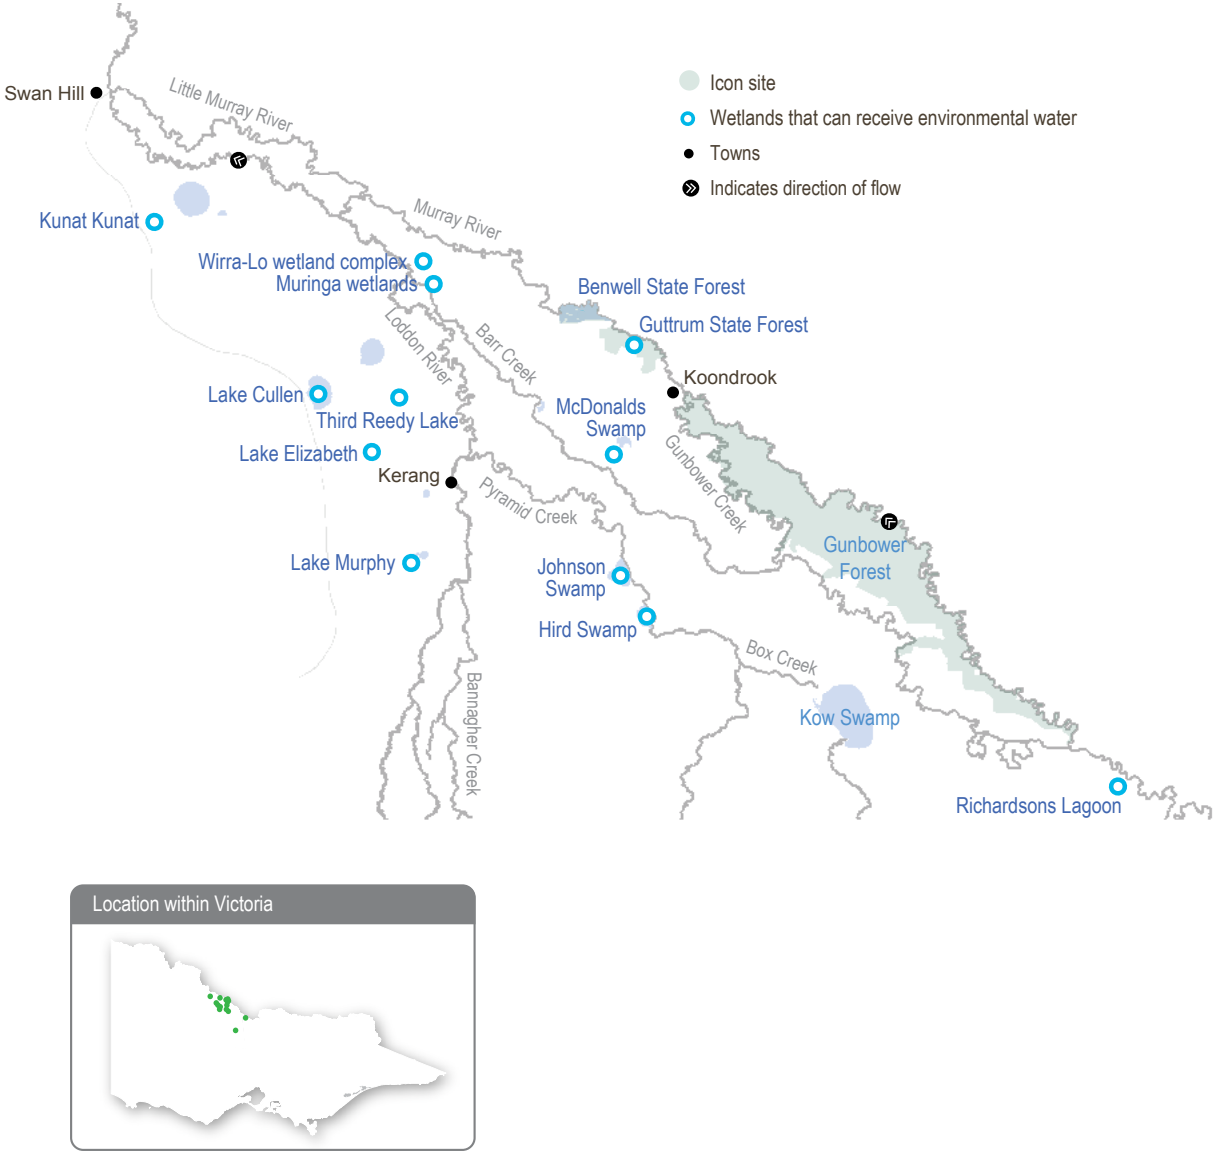 Swan Hill
Little Murray River
Icon site
Wetlands that can receive environmental water
Towns
Indicates direction of flow
Kunat Kunat
Murray River
Wirra-Lo wetland complex
Muringa wetlands
Benwell State Forest
Guttrum State Forest
Loddon River
Barr Creek
Koondrook
Lake Cullen
Third Reedy Lake
McDonalds
Swamp
Lake Elizabeth
Kerang
Pyramid Creek
Gunbower Creek
Gunbower
Forest
Lake Murphy
Johnson
Swamp
Hird Swamp
Box Creek
Bannagher Creek
Kow Swamp
Richardsons Lagoon
Location within Victoria